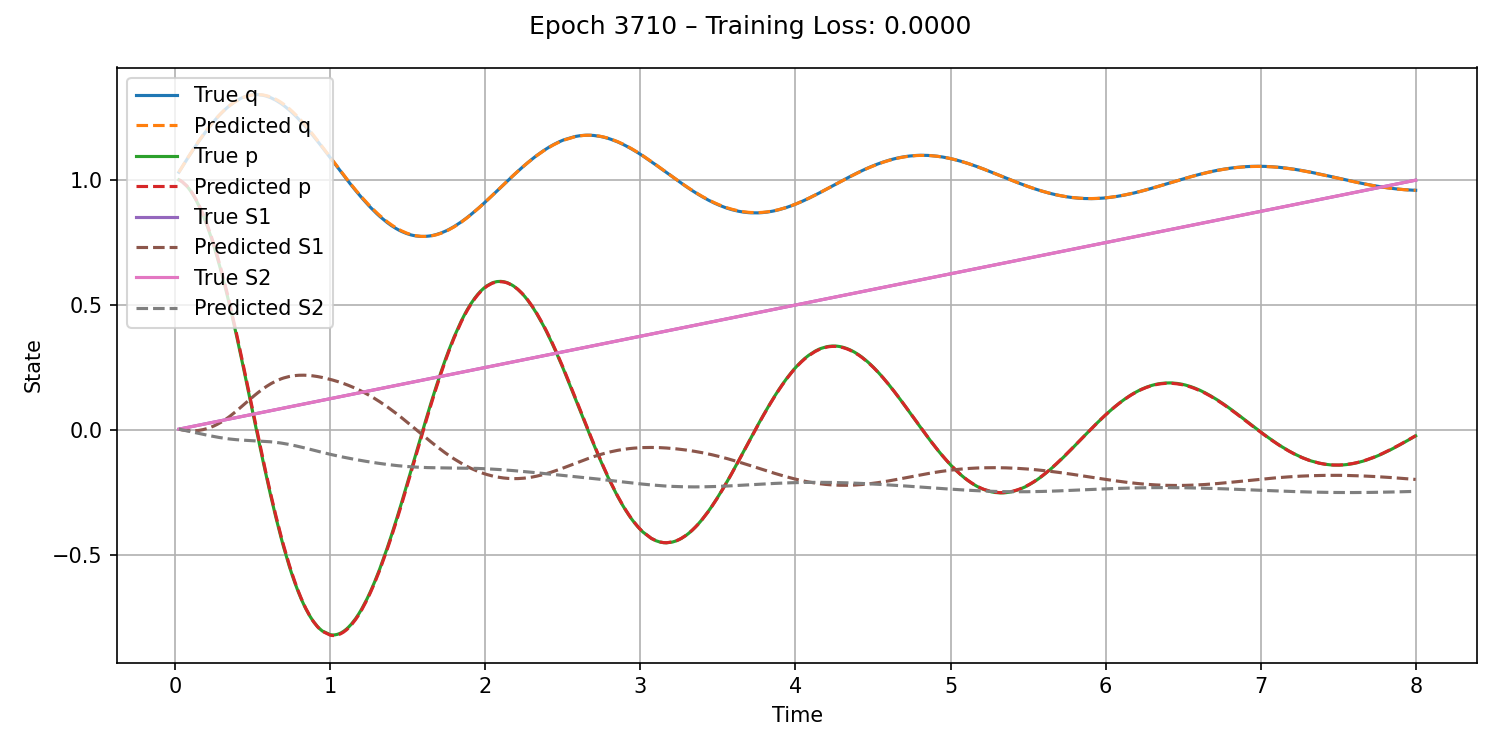 Epoch 3710 – Training Loss: 0.0000
True q
Predicted q
True p
Predicted p
True S1
Predicted S1
True S2
Predicted S2
1.0
0.5
0.0
−0.5
State
0 1 2 3 4 5 6 7 8
Time